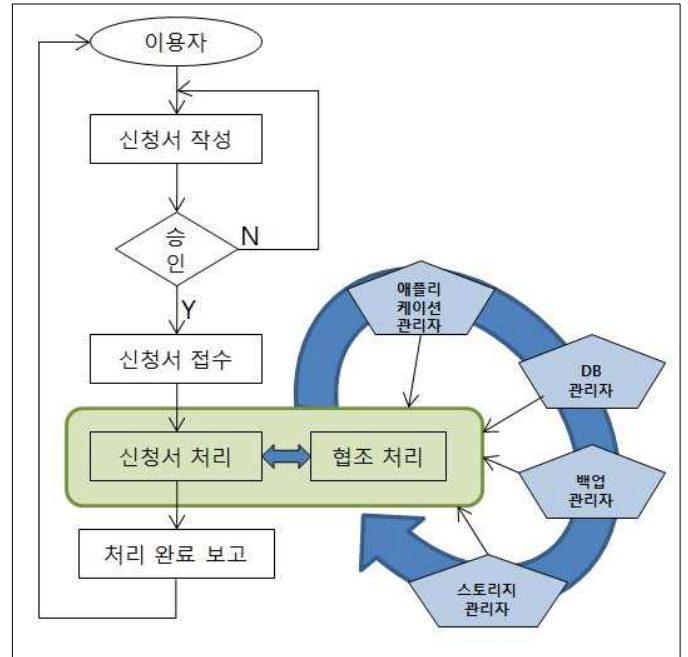 이용자
신청서 작성
승
인
N
Y
신청서 접수
신청서 처리
협조 처리
처리 완료 보고
애플리
케이션
관리자
DB
관리자
백업
관리자
스토리지
관리자